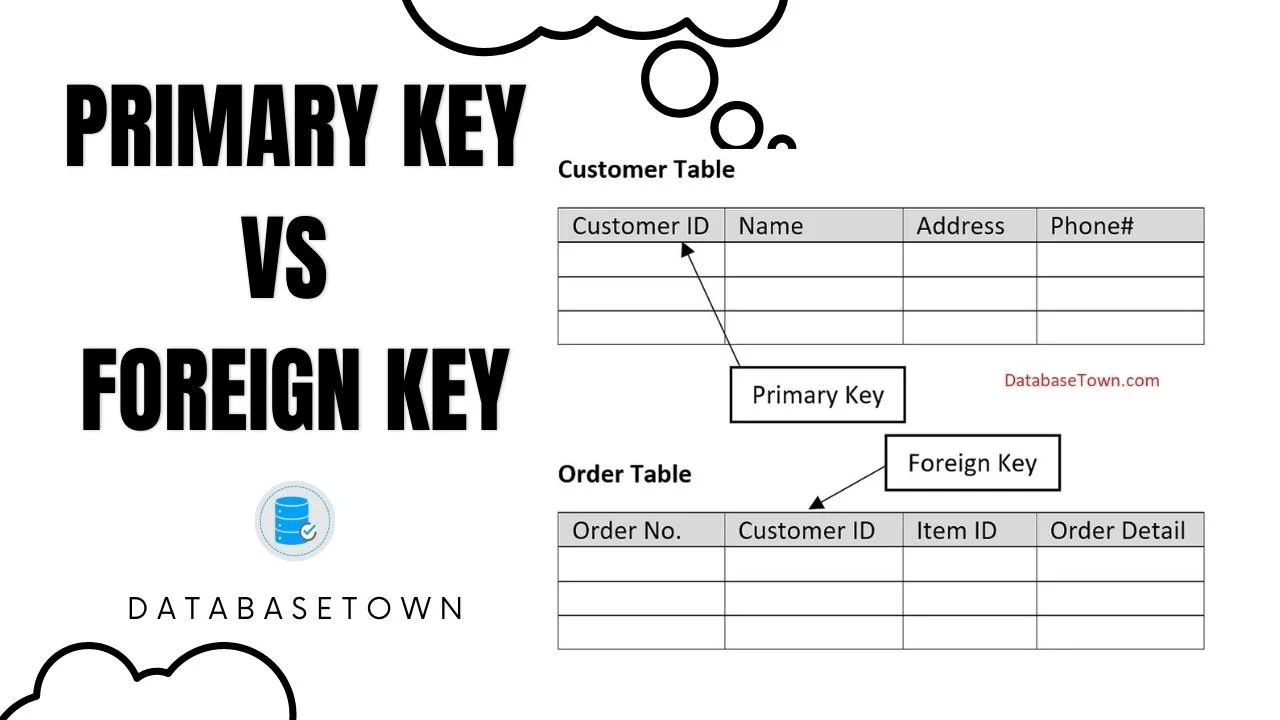 PRIMARY KEY
VS
FOREIGN KEY
DATABASETOWN
Customer Table
Customer ID Name Address Phone#
Primary Key
DatabaseTown.com
Foreign Key
Order Table
Order No. Customer ID Item ID Order Detail